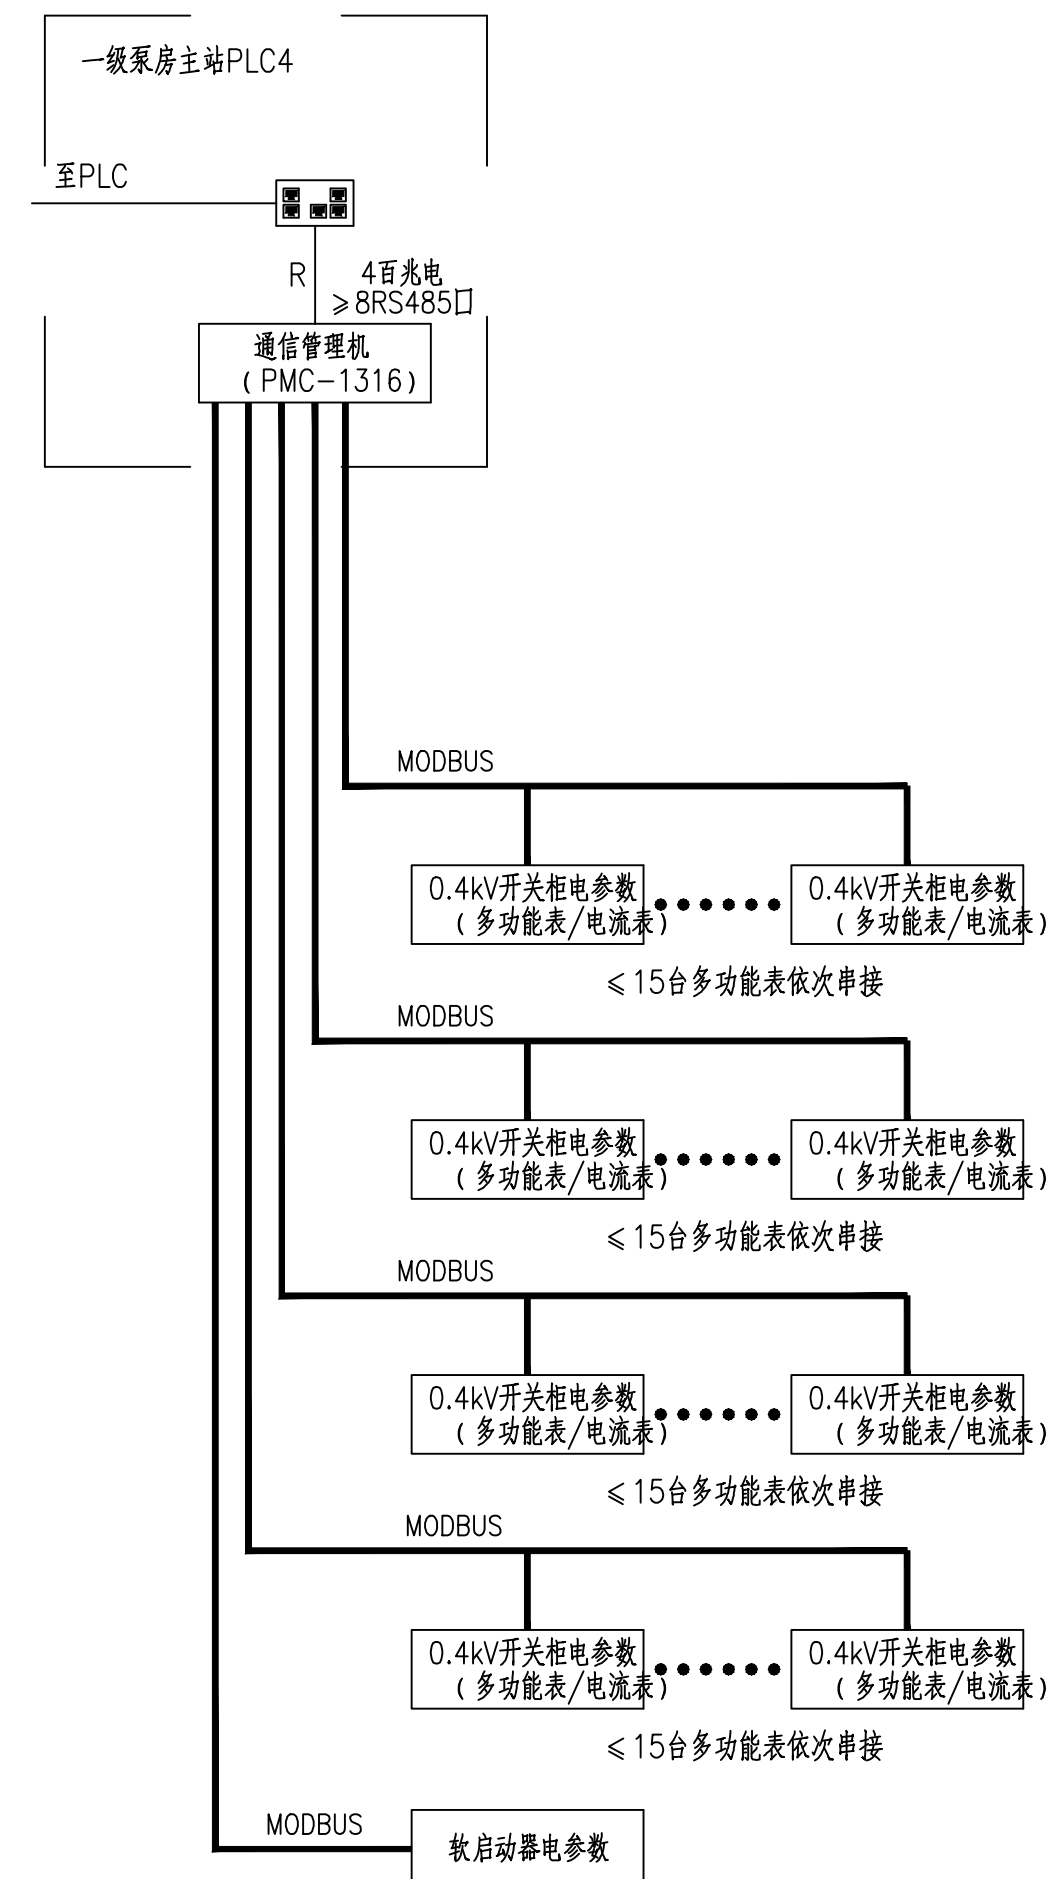 一级泵房主站PLC4
至PLC
R
4百兆电
≥8RS485口
通信管理机
(PMC-1316)
MODBUS
0.4kV开关柜电参数
(多功能表/电流表)
0.4kV开关柜电参数
(多功能表/电流表)
≤15台多功能表依次串接
MODBUS
0.4kV开关柜电参数
(多功能表/电流表)
0.4kV开关柜电参数
(多功能表/电流表)
≤15台多功能表依次串接
MODBUS
0.4kV开关柜电参数
(多功能表/电流表)
0.4kV开关柜电参数
(多功能表/电流表)
≤15台多功能表依次串接
MODBUS
0.4kV开关柜电参数
(多功能表/电流表)
0.4kV开关柜电参数
(多功能表/电流表)
≤15台多功能表依次串接
MODBUS
软启动器电参数